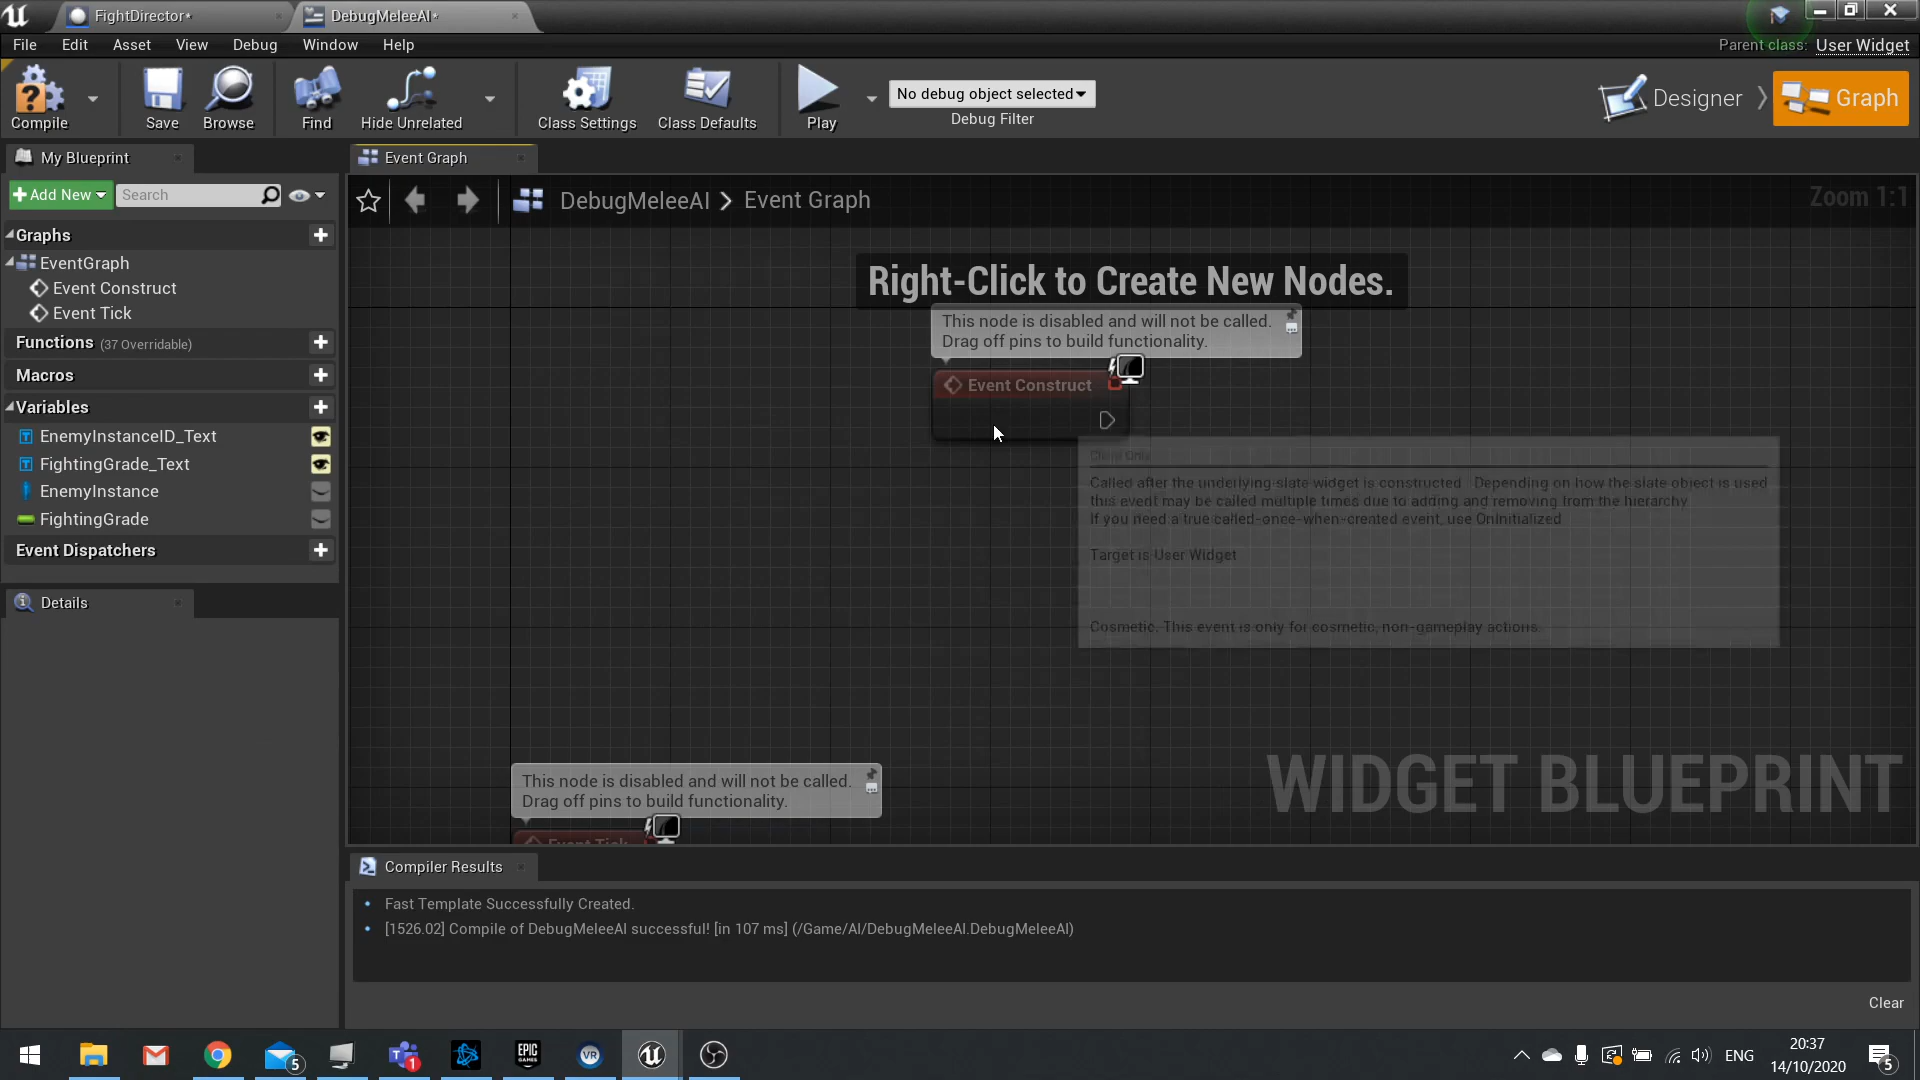 FightDirector*
DebugMeleeAI*
File Edit Asset View Debug Window Help
Parent class: User Widget
Compile
Save
Browse
Find
Hide Unrelated
Class Settings
Class Defaults
Play
No debug object selected
Debug Filter
Designer
Graph
My Blueprint
Event Graph
Add New
Search
DebugMeleeAI > Event Graph
Zoom 1:1
Graphs
EventGraph
Event Construct
Event Tick
Functions (37 Overridable)
Macros
Variables
EnemyInstanceID_Text
FightingGrade_Text
EnemyInstance
FightingGrade
Event Dispatchers
Details
Right-Click to Create New Nodes.
This node is disabled and will not be called.
Drag off pins to build functionality.
Event Construct
Client Only
Called after the underlying slate widget is constructed. Depending on how the slate object is used
this event may be called multiple times due to adding and removing from the hierarchy.
If you need a true called-once-when-created event, use OnInitialized
Target is User Widget
Cosmetic. This event is only for cosmetic, non-gameplay actions.
This node is disabled and will not be called.
Drag off pins to build functionality.
Event Tick
WIDGET BLUEPRINT
Compiler Results
Fast Template Successfully Created.
[1526.02] Compile of DebugMeleeAI successful! [in 107 ms] (/Game/AI/DebugMeleeAI.DebugMeleeAI)
Clear
5
1
EPIC
GAMES
VR
ENG
20:37
14/10/2020
5